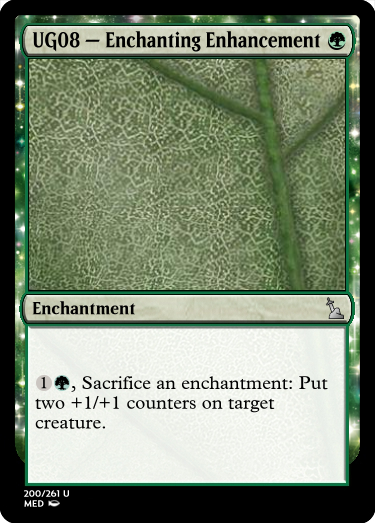 UG08 — Enchanting Enhancement
Enchantment
1, Sacrifice an enchantment: Put
two +1/+1 counters on target
creature.
200/261 U
MED